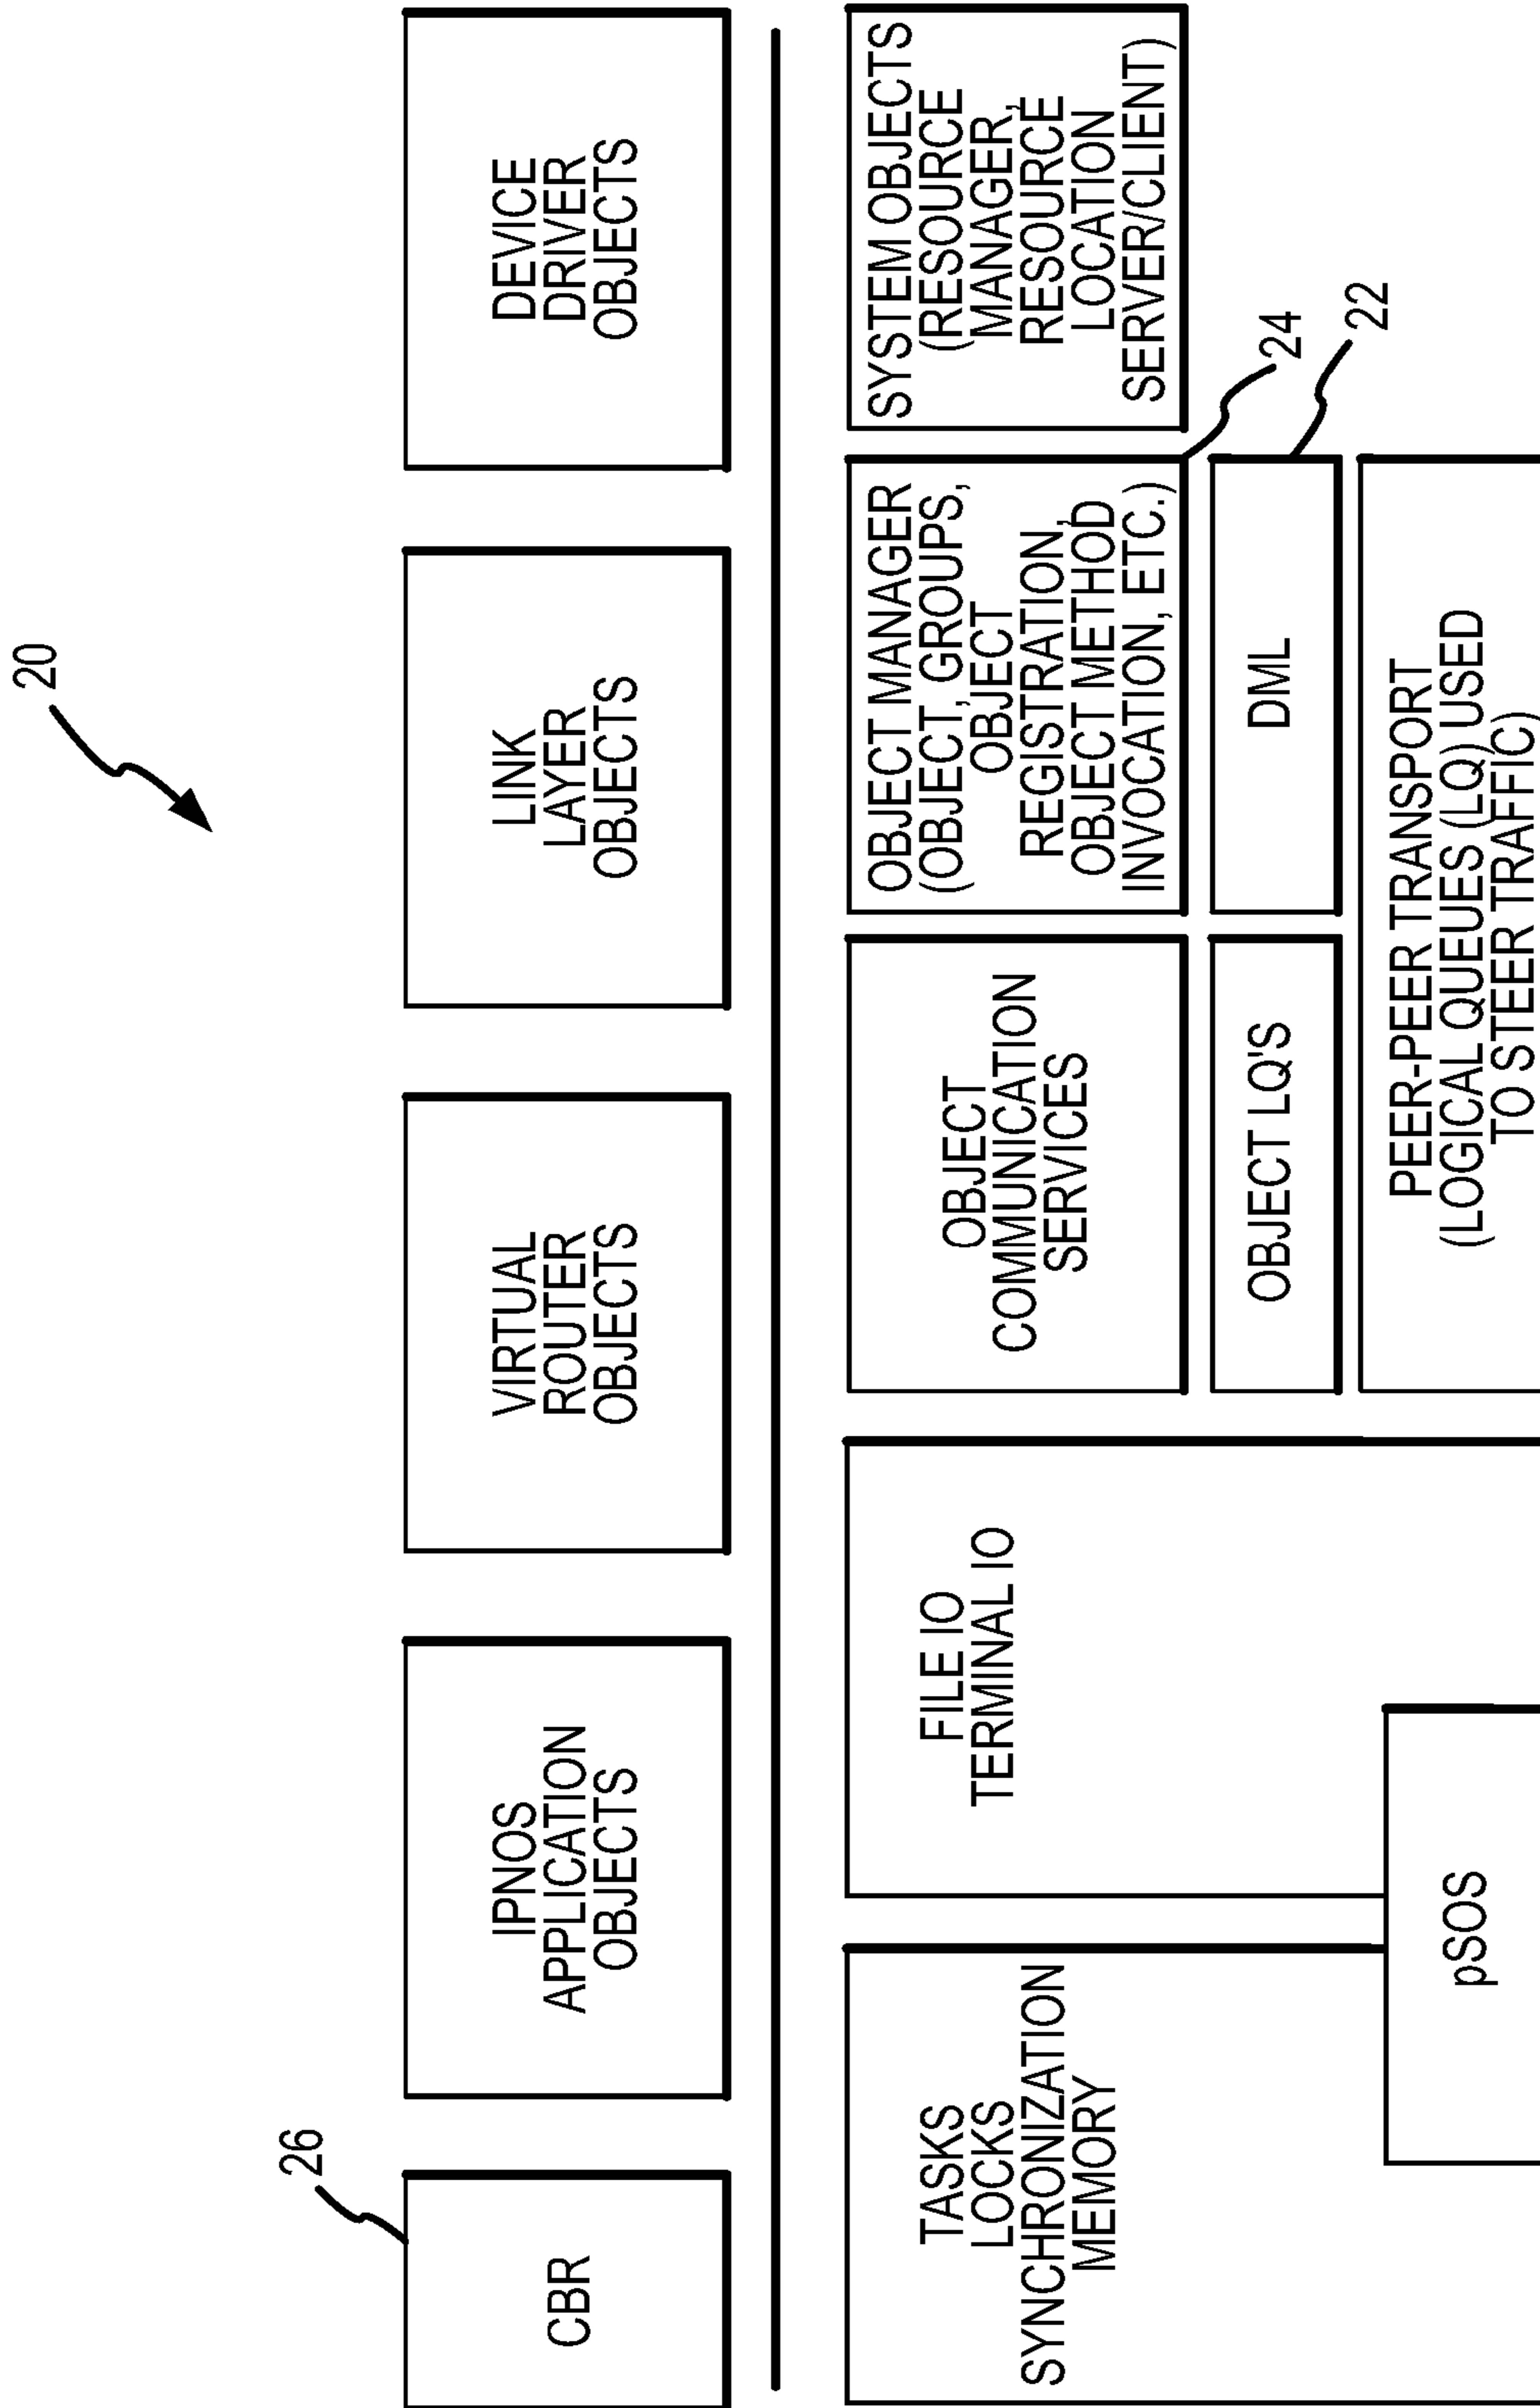 20
26
CBR
IPNOS
APPLICATION
OBJECTS
VIRTUAL
ROUTER
OBJECTS
LINK
LAYER
OBJECTS
DEVICE
DRIVER
OBJECTS
TASKS
LOCKS
SYNCHRONIZATION
MEMORY
FILE IO
TERMINAL IO
pSOS
OBJECT
COMMUNICATION
SERVICES
OBJECT MANAGER
(OBJECT, GROUPS,
OBJECT
REGISTRATION,
OBJECT METHOD
INVOCATION, ETC.)
SYSTEM OBJECTS
(RESOURCE
MANAGER,
RESOURCE
LOCATION
SERVER/CLIENT)
24
OBJECT LQ'S
DML
22
PEER-PEER TRANSPORT
(LOGICAL QUEUES (LQ) USED
TO STEER TRAFFIC)